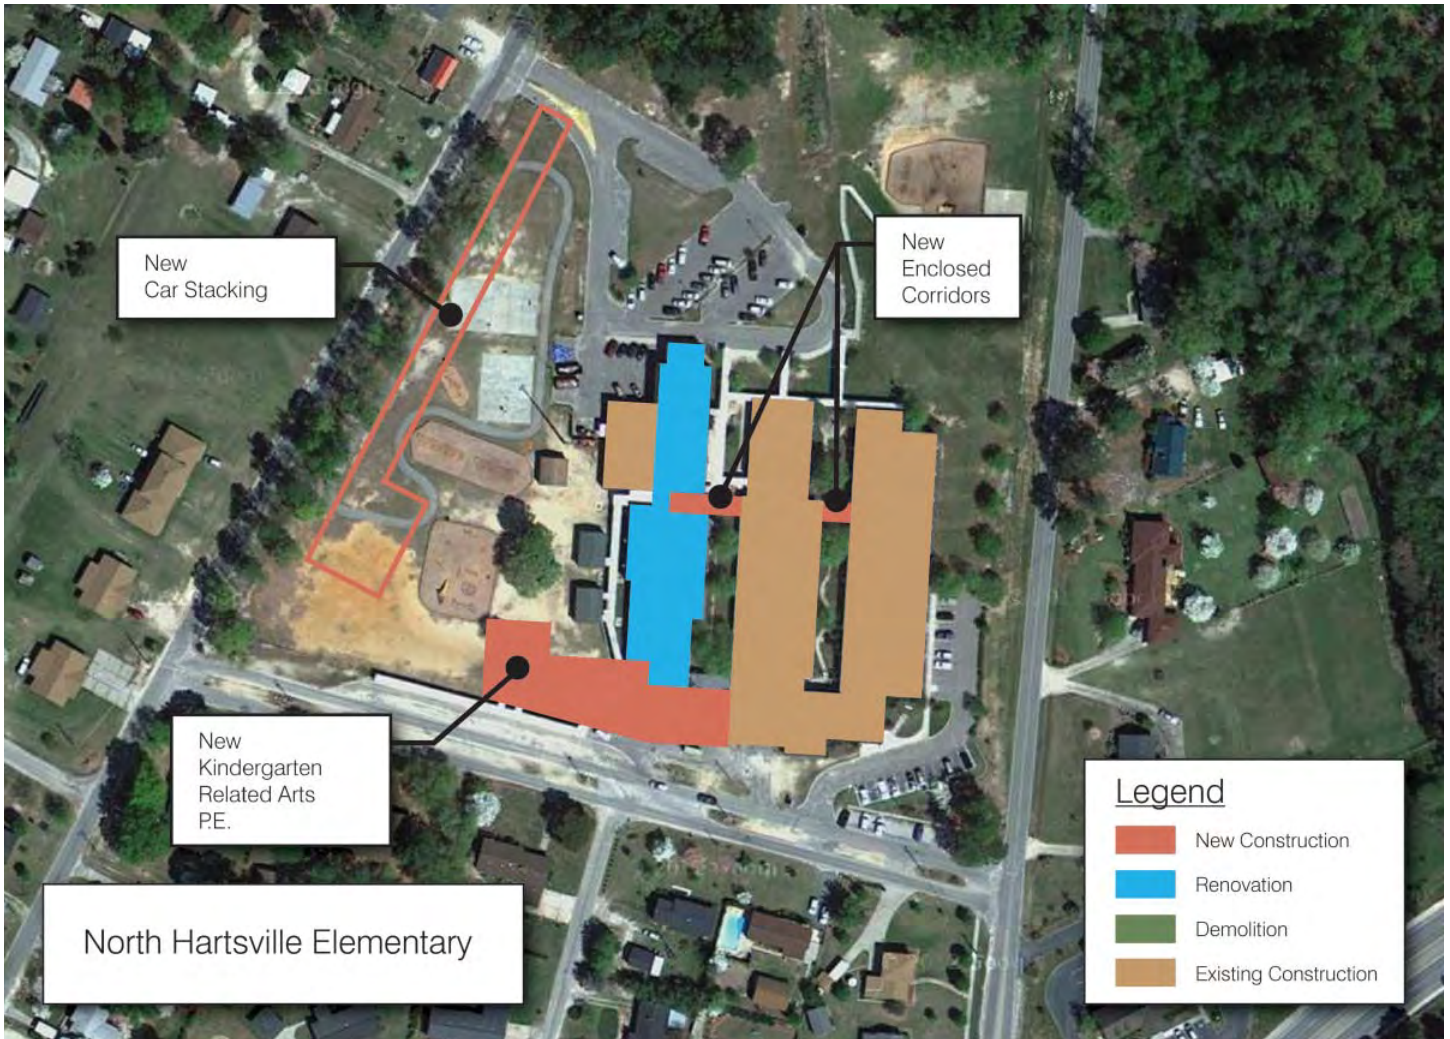 New
Car Stacking
New
Enclosed
Corridors
New
Kindergarten
Related Arts
P.E.
Legend
New Construction
Renovation
Demolition
Existing Construction
North Hartsville Elementary